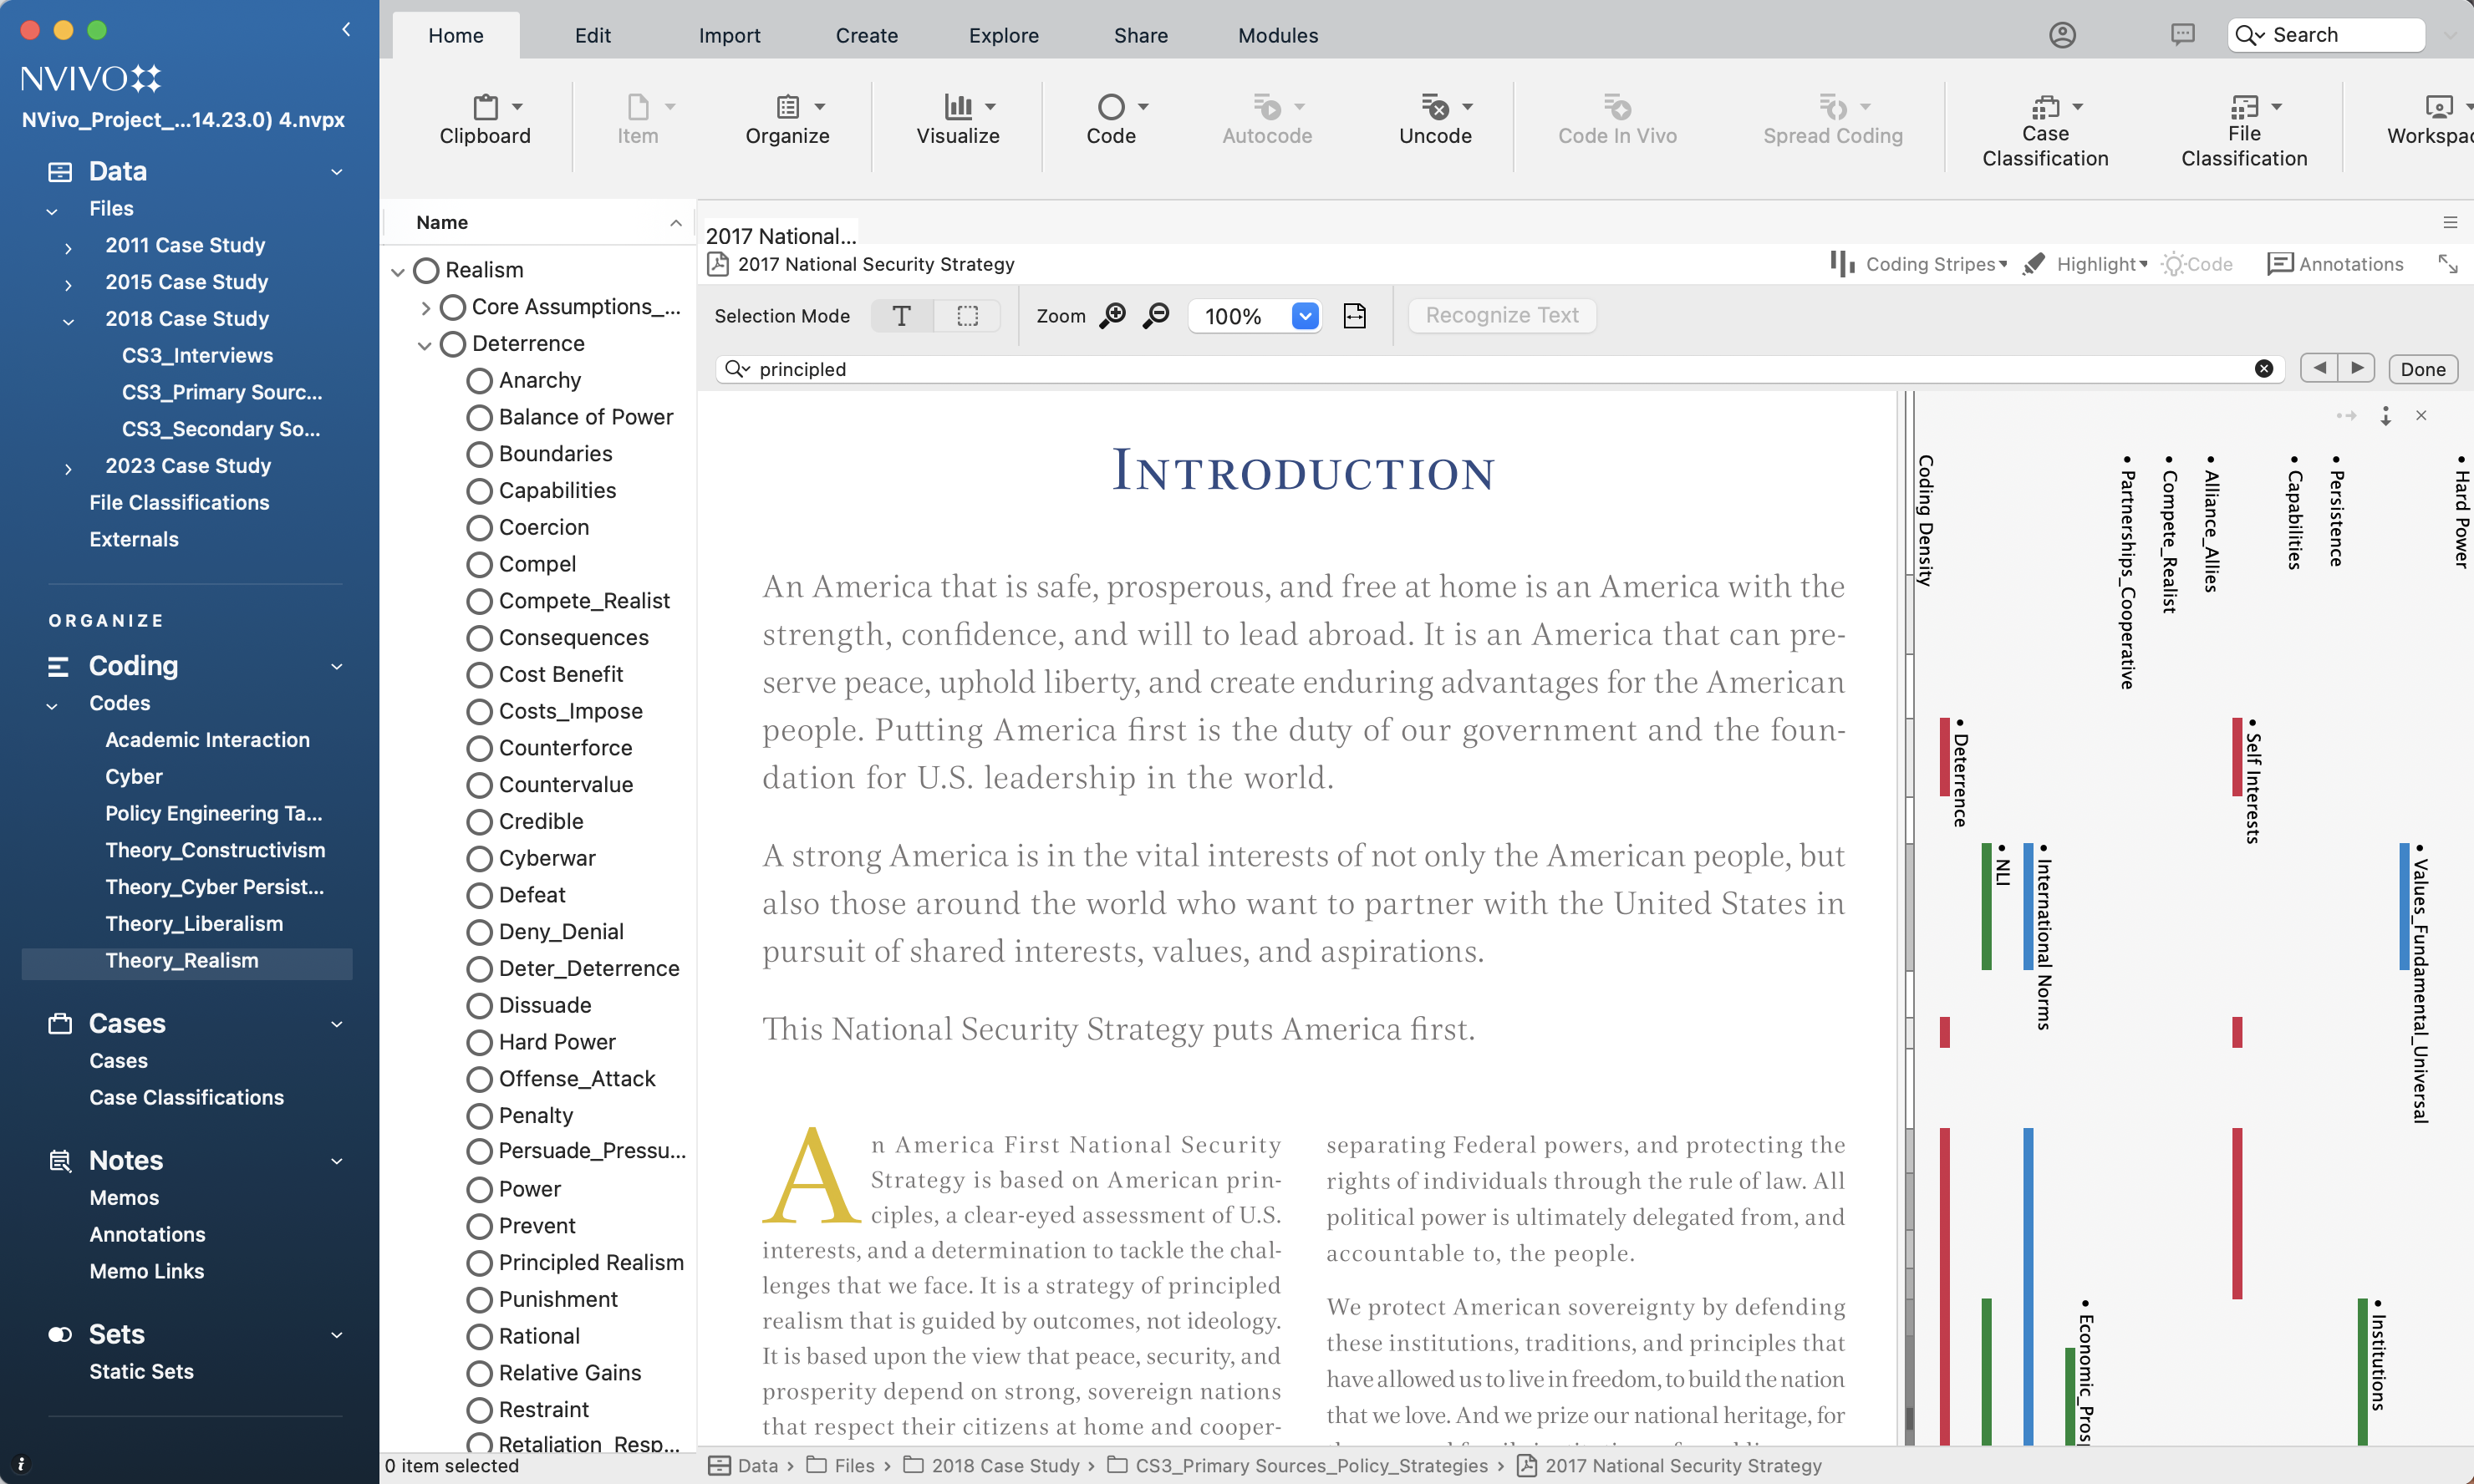 NVIVO
NVivo_Project_...14.23.0) 4.nvpx
Data
Files
2011 Case Study
2015 Case Study
2018 Case Study
CS3_Interviews
CS3_Primary Sourc...
CS3_Secondary So...
2023 Case Study
File Classifications
Externals
ORGANIZE
Coding
Codes
Academic Interaction
Cyber
Policy Engineering Ta...
Theory_Constructivism
Theory_Cyber Persist...
Theory_Liberalism
Theory_Realism
Cases
Cases
Case Classifications
Notes
Memos
Annotations
Memo Links
Sets
Static Sets
Home Edit Import Create Explore Share Modules Search
Clipboard Item Organize Visualize Code Autocode Uncode Code In Vivo Spread Coding Case Classification File Classification Workspac
Name
Realism
Core Assumptions_...
Deterrence
Anarchy
Balance of Power
Boundaries
Capabilities
Coercion
Compel
Compete_Realist
Consequences
Cost Benefit
Costs_Impose
Counterforce
Countervalue
Credible
Cyberwar
Defeat
Deny_Denial
Deter_Deterrence
Dissuade
Hard Power
Offense_Attack
Penalty
Persuade_Pressu...
Power
Prevent
Principled Realism
Punishment
Rational
Relative Gains
Restraint
Retaliation_Resp...
0 item selected
2017 National...
2017 National Security Strategy
Coding Stripes Highlight Code Annotations
Selection Mode T Zoom 100% Recognize Text
principled Done
INTRODUCTION
An America that is safe, prosperous, and free at home is an America with the
strength, confidence, and will to lead abroad. It is an America that can pre-
serve peace, uphold liberty, and create enduring advantages for the American
people. Putting America first is the duty of our government and the foun-
dation for U.S. leadership in the world.
A strong America is in the vital interests of not only the American people, but
also those around the world who want to partner with the United States in
pursuit of shared interests, values, and aspirations.
This National Security Strategy puts America first.
An America First National Security
Strategy is based on American prin-
ciples, a clear-eyed assessment of U.S.
interests, and a determination to tackle the chal-
lenges that we face. It is a strategy of principled
realism that is guided by outcomes, not ideology.
It is based upon the view that peace, security, and
prosperity depend on strong, sovereign nations
that respect their citizens at home and cooper-
separating Federal powers, and protecting the
rights of individuals through the rule of law. All
political power is ultimately delegated from, and
accountable to, the people.
We protect American sovereignty by defending
these institutions, traditions, and principles that
have allowed us to live in freedom, to build the nation
that we love. And we prize our national heritage, for
Coding Density
Deterrence
NLI
International Norms
Economic_Pros
Partnerships_Cooperative
Compete_Realist
Alliance_Allies
Self Interests
Capabilities
Persistence
Institutions
Values_Fundamental_Universal
Hard Power
Data › Files › 2018 Case Study › CS3_Primary Sources_Policy_Strategies › 2017 National Security Strategy